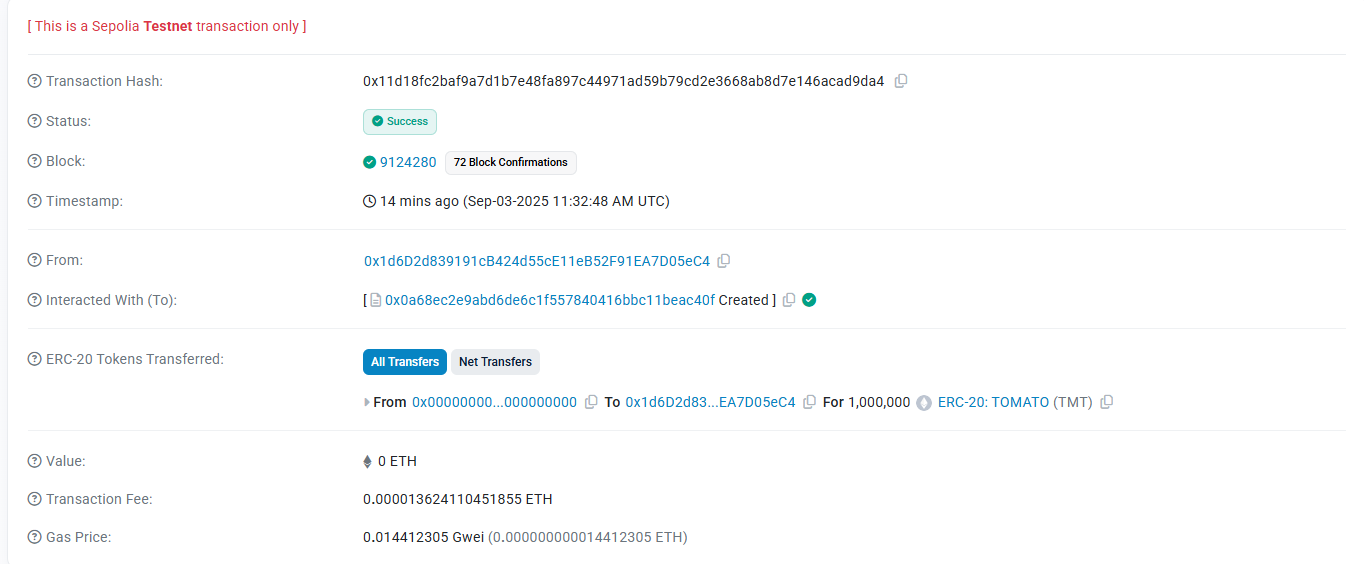 [ This is a Sepolia Testnet transaction only ]
Transaction Hash: 0x11d18fc2baf9a7d1b7e48fa897c44971ad59b79cd2e3668ab8d7e146acad9da4
Status: Success
Block: 9124280 72 Block Confirmations
Timestamp: 14 mins ago (Sep-03-2025 11:32:48 AM UTC)
From: 0x1d6D2d839191cB424d55cE11eB52F91EA7D05eC4
Interacted With (To): [ 0x0a68ec2e9abd6de6c1f557840416bbc11beac40f Created ]
ERC-20 Tokens Transferred: All Transfers Net Transfers
From 0x00000000...000000000 To 0x1d6D2d83...EA7D05eC4 For 1,000,000 ERC-20: TOMATO (TMT)
Value: 0 ETH
Transaction Fee: 0.000013624110451855 ETH
Gas Price: 0.014412305 Gwei (0.000000000014412305 ETH)